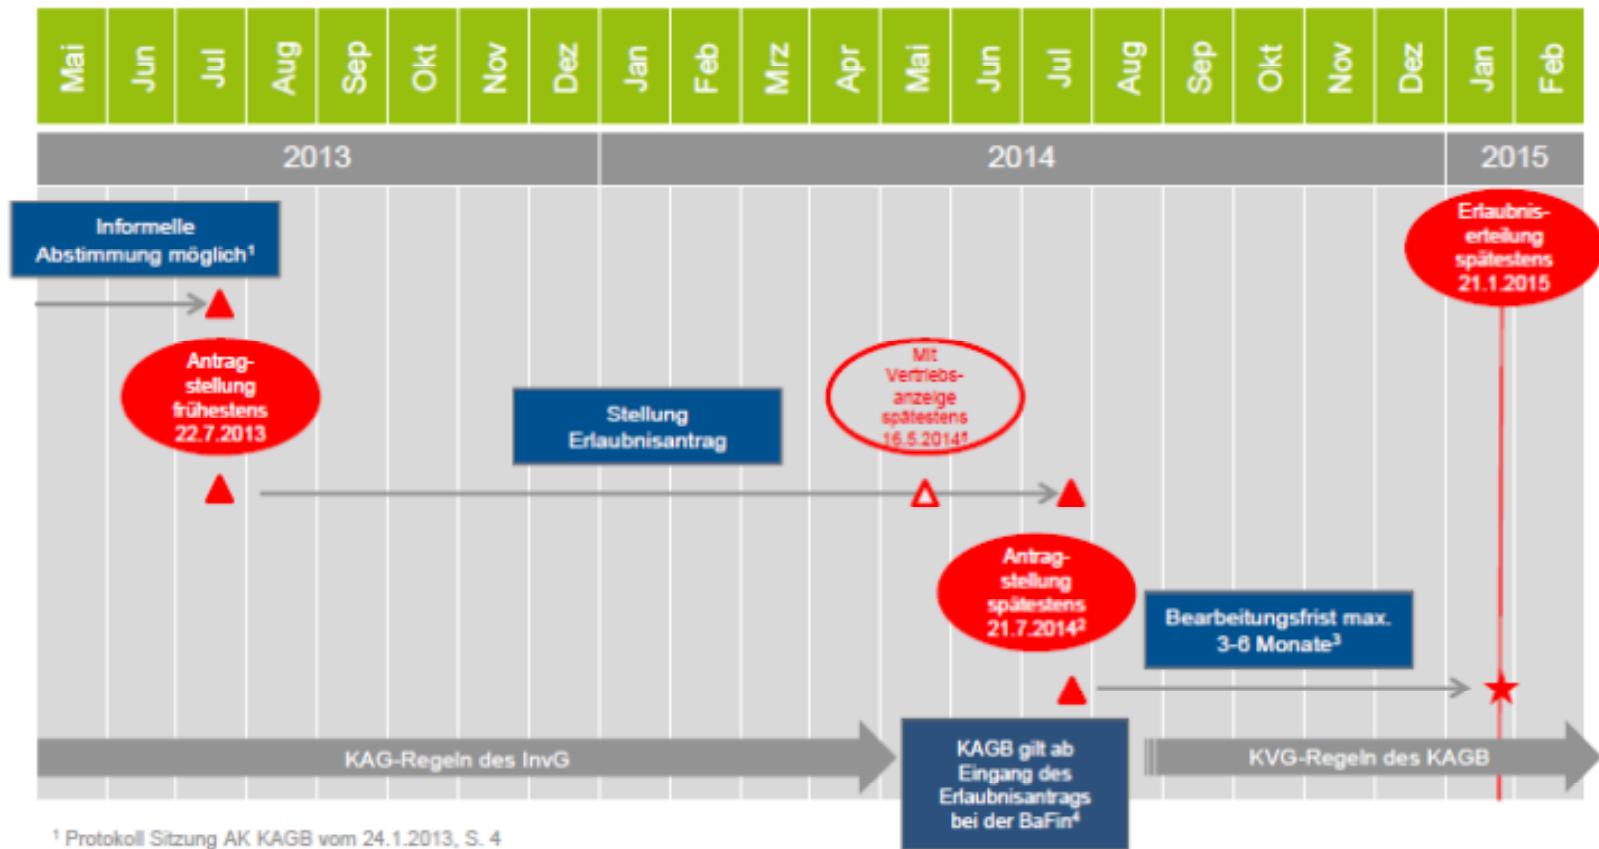 Mai Jun Jul Aug Sep Okt Nov Dez Jan Feb Mrz Apr Mai Jun Jul Aug Sep Okt Nov Dez Jan Feb
2013 2014 2015
Informelle
Abstimmung möglich¹
Erlaubnis-
erteilung
spätestens
21.1.2015
Antrag-
stellung
frühestens
22.7.2013
Stellung
Erlaubnisantrag
Mit
Vertriebs-
anzeige
spätestens
16.5.2014¹
Antrag-
stellung
spätestens
21.7.2014²
Bearbeitungsfrist max.
3-6 Monate³
KAG-Regeln des InvG
KAGB gilt ab
Eingang des
Erlaubnisantrags
bei der BaFin⁴
KVG-Regeln des KAGB
¹ Protokoll Sitzung AK KAGB vom 24.1.2013, S. 4